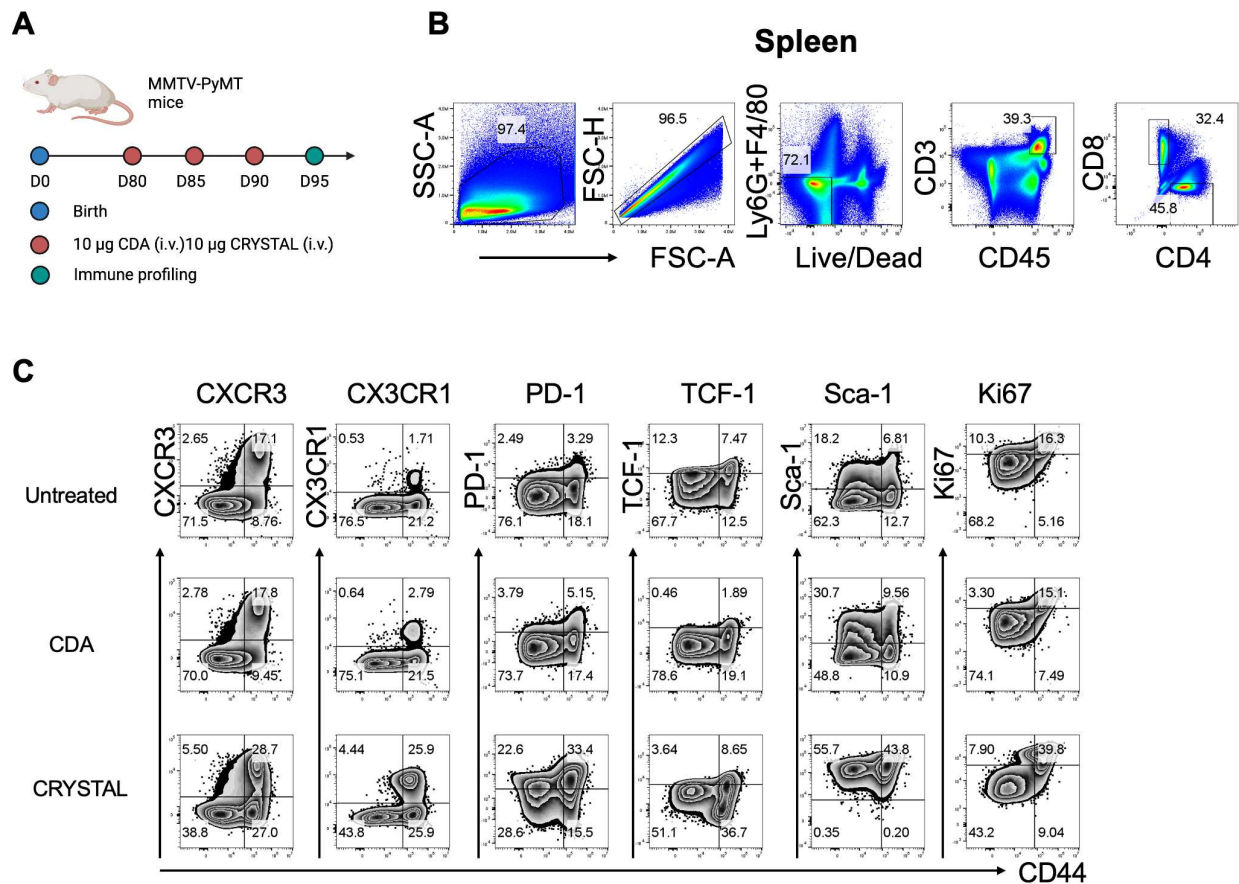 A
MMTV-PyMT
mice
D0 D80 D85 D90 D95
Birth
10 µg CDA (i.v.)10 µg CRYSTAL (i.v.)
Immune profiling
B
Spleen
SSC-A
97.4
FSC-H
96.5
FSC-A
Ly6G+F4/80
72.1
Live/Dead
CD3
39.3
CD45
CD8
32.4
45.8
CD4
C
CXCR3 CX3CR1 PD-1 TCF-1 Sca-1 Ki67
CXCR3 CX3CR1 PD-1 TCF-1 Sca-1 Ki67
Untreated
2.65 17.1 0.53 1.71 2.49 3.29 12.3 7.47 18.2 6.81 10.3 16.3
71.5 8.76 76.5 21.2 76.1 18.1 67.7 12.5 62.3 12.7 68.2 5.16
CDA
2.78 17.8 0.64 2.79 3.79 5.15 0.46 1.89 30.7 9.56 3.30 15.1
70.0 9.45 75.1 21.5 73.7 17.4 78.6 19.1 48.8 10.9 74.1 7.49
CRYSTAL
5.50 28.7 4.44 25.9 22.6 33.4 3.64 8.65 55.7 43.8 7.90 39.8
38.8 27.0 43.8 25.9 28.6 15.5 51.1 36.7 0.35 0.20 43.2 9.04
CD44